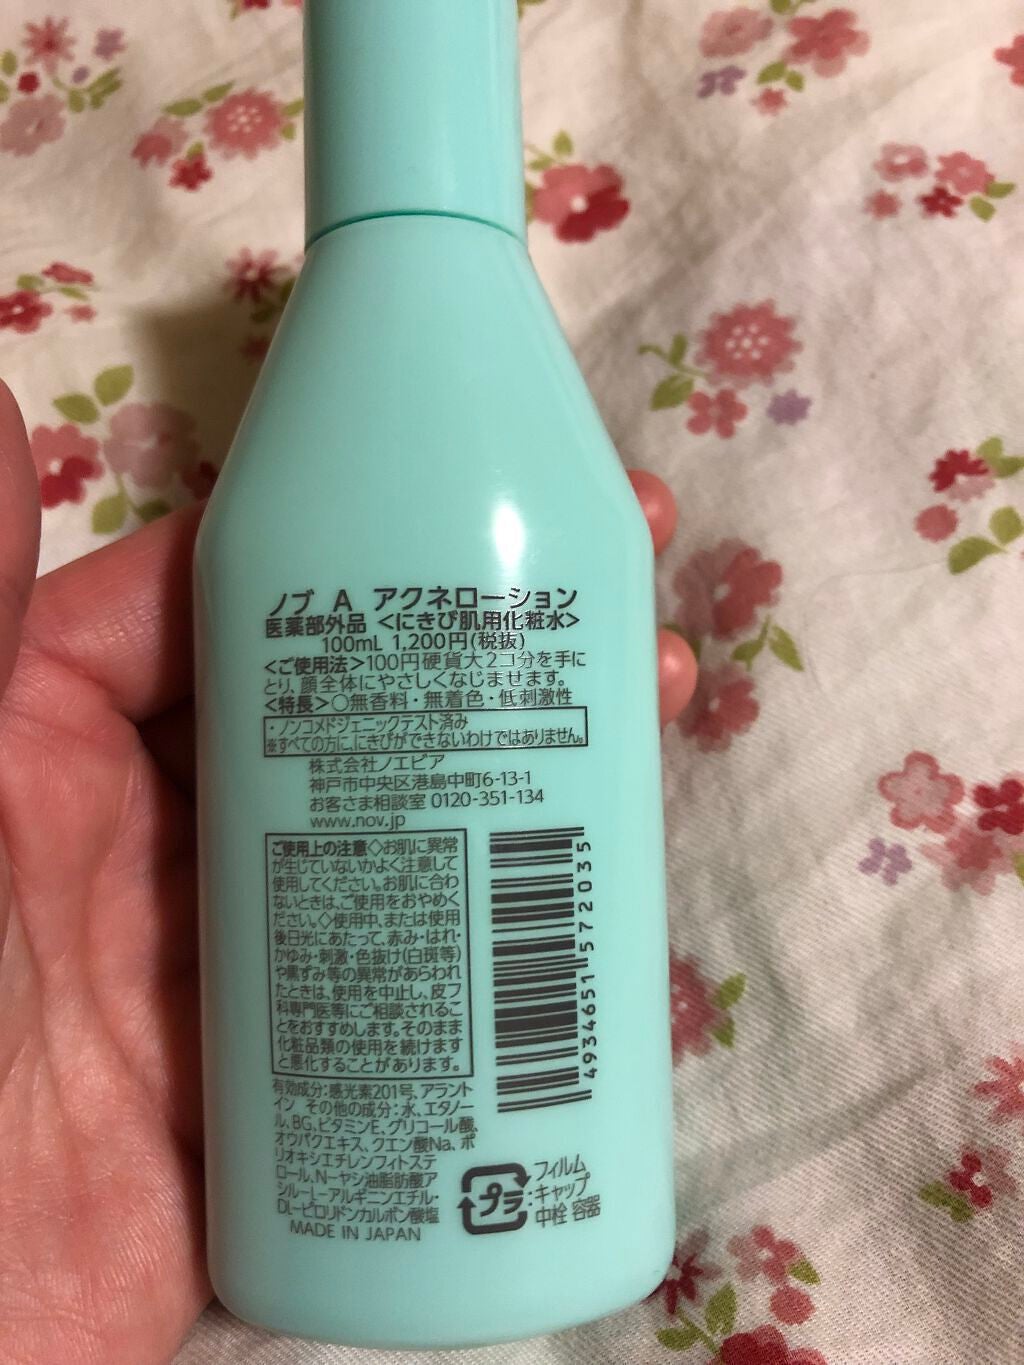 ノブ A アクネローション
医薬部外品 <にきび肌用化粧水>
100mL 1,200円(税抜)
<ご使用法>100円硬貨大2コ分を手に
とり、顔全体にやさしくなじませます。
<特長>○無香料・無着色・低刺激性
・ノンコメドジェニックテスト済み
※すべての方に、にきびができないわけではありません。
株式会社ノエビア
神戸市中央区港島中町6-13-1
お客さま相談室 0120-351-134
www.nov.jp
ご使用上の注意◇お肌に異常
が生じていないかよく注意して
使用してください。お肌に合わ
ないときは、ご使用をおやめく
ださい。◇使用中、または使用
後日光にあたって、赤み・はれ・
かゆみ・刺激・色抜け(白斑等)
や黒ずみ等の異常があらわれ
たときは、使用を中止し、皮フ
科専門医等にご相談されるこ
とをおすすめします。そのまま
化粧品類の使用を続けます
と悪化することがあります。
4934651572035
有効成分:感光素201号、アラント
イン その他の成分:水、エタノー
ル、BG、ビタミンE、グリコール酸、
オウバクエキス、クエン酸Na、ポ
リオキシエチレンフィトステ
ロール、N-ヤシ油脂肪酸ア
シル-L-アルギニンエチル・
DL-ピロリドンカルボン酸塩
MADE IN JAPAN
プラ
:フィルム、
キャップ
中栓 容器